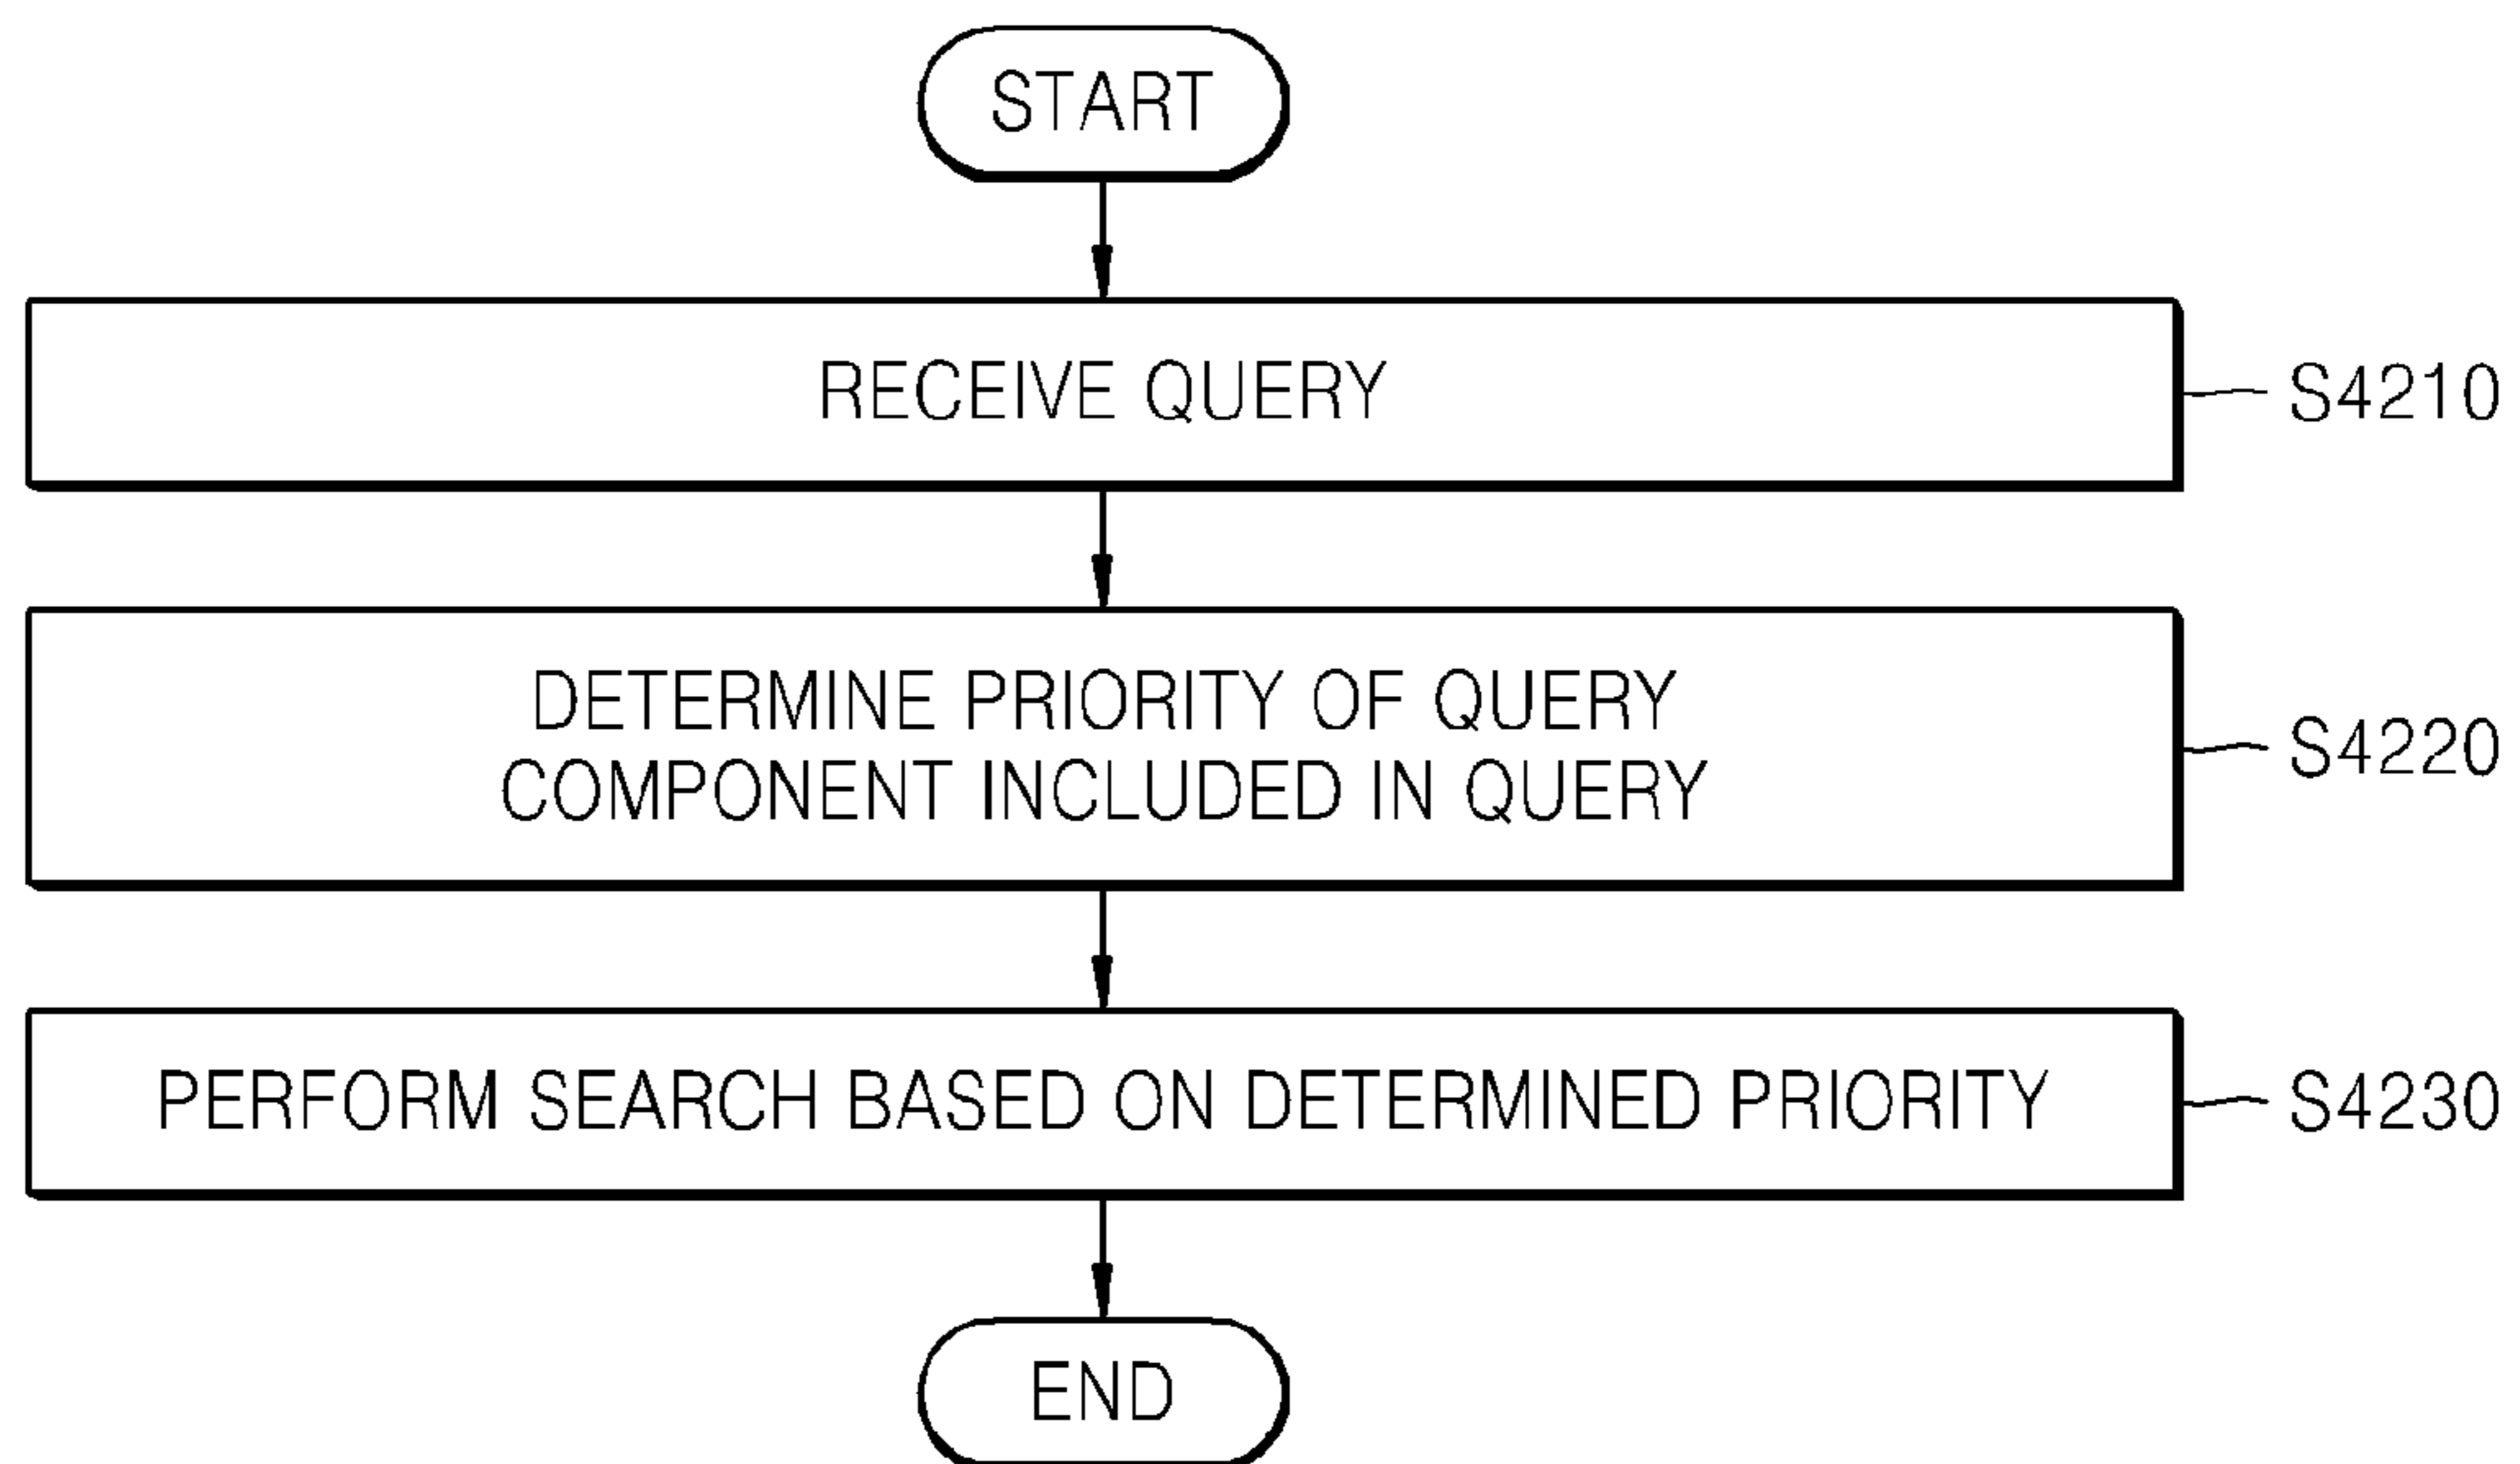 START
RECEIVE QUERY
S4210
DETERMINE PRIORITY OF QUERY
COMPONENT INCLUDED IN QUERY
S4220
PERFORM SEARCH BASED ON DETERMINED PRIORITY
S4230
END